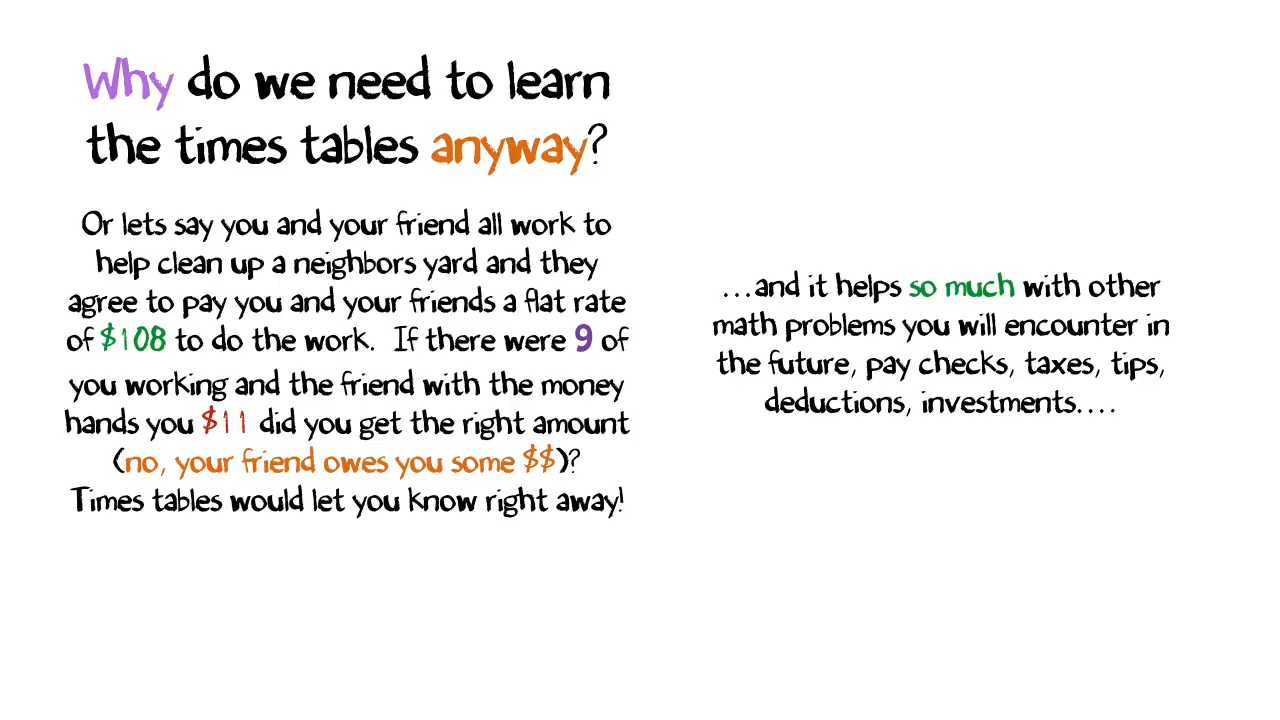 Why do we need to learn
the times tables anyway?
Or lets say you and your friend all work to
help clean up a neighbors yard and they
agree to pay you and your friends a flat rate
of $108 to do the work. If there were 9 of
you working and the friend with the money
hands you $11 did you get the right amount
(no, your friend owes you some $$)?
Times tables would let you know right away!
...and it helps so much with other
math problems you will encounter in
the future, pay checks, taxes, tips,
deductions, investments....